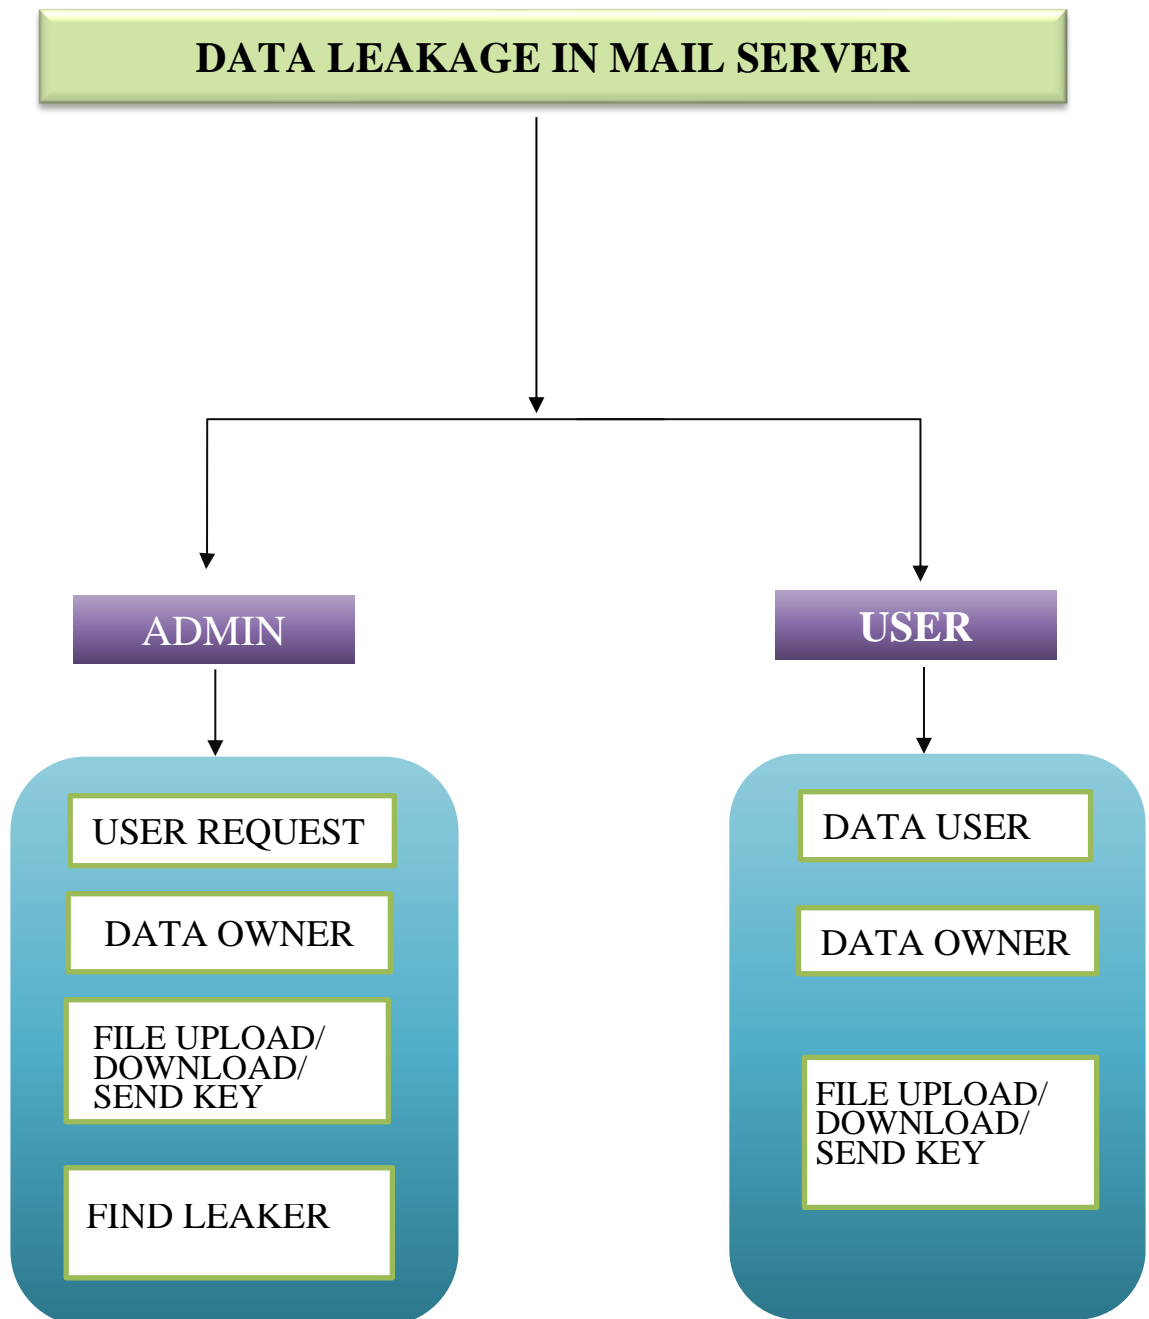 DATA LEAKAGE IN MAIL SERVER
ADMIN
USER REQUEST
DATA OWNER
FILE UPLOAD/
DOWNLOAD/
SEND KEY
FIND LEAKER
USER
DATA USER
DATA OWNER
FILE UPLOAD/
DOWNLOAD/
SEND KEY